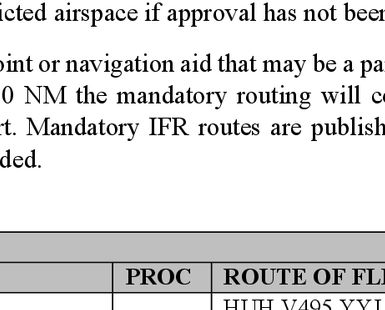 icted airspace if approval has not been
oint or navigation aid that may be a pa
0 NM the mandatory routing will c
rt. Mandatory IFR routes are publish
ded.
PROC ROUTE OF FL
HUH V495 YYJ